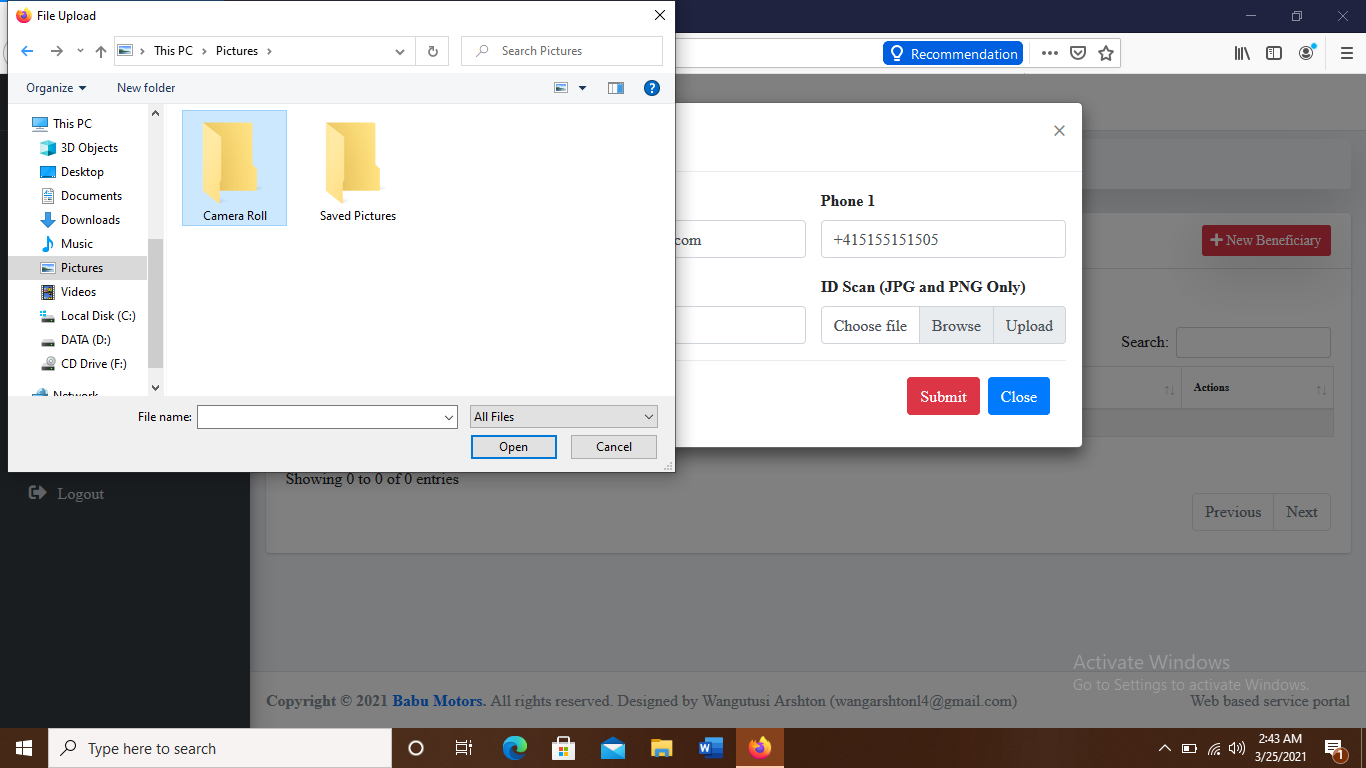 File Upload
This PC > Pictures >
Search Pictures
Recommendation
Organize
New folder
This PC
3D Objects
Desktop
Documents
Downloads
Music
Pictures
Videos
Local Disk (C:)
DATA (D:)
CD Drive (F:)
Network
Camera Roll
Saved Pictures
File name:
All Files
Open
Cancel
×
Phone 1
com
+415155151505
ID Scan (JPG and PNG Only)
Choose file
Browse
Upload
Submit
Close
New Beneficiary
Search:
Actions
Logout
Showing 0 to 0 of 0 entries
Previous
Next
Activate Windows
Go to Settings to activate Windows.
Copyright © 2021 Babu Motors. All rights reserved. Designed by Wangutusi Arshton (wangarshton14@gmail.com)
Web based service portal
Type here to search
2:43 AM
3/25/2021
1